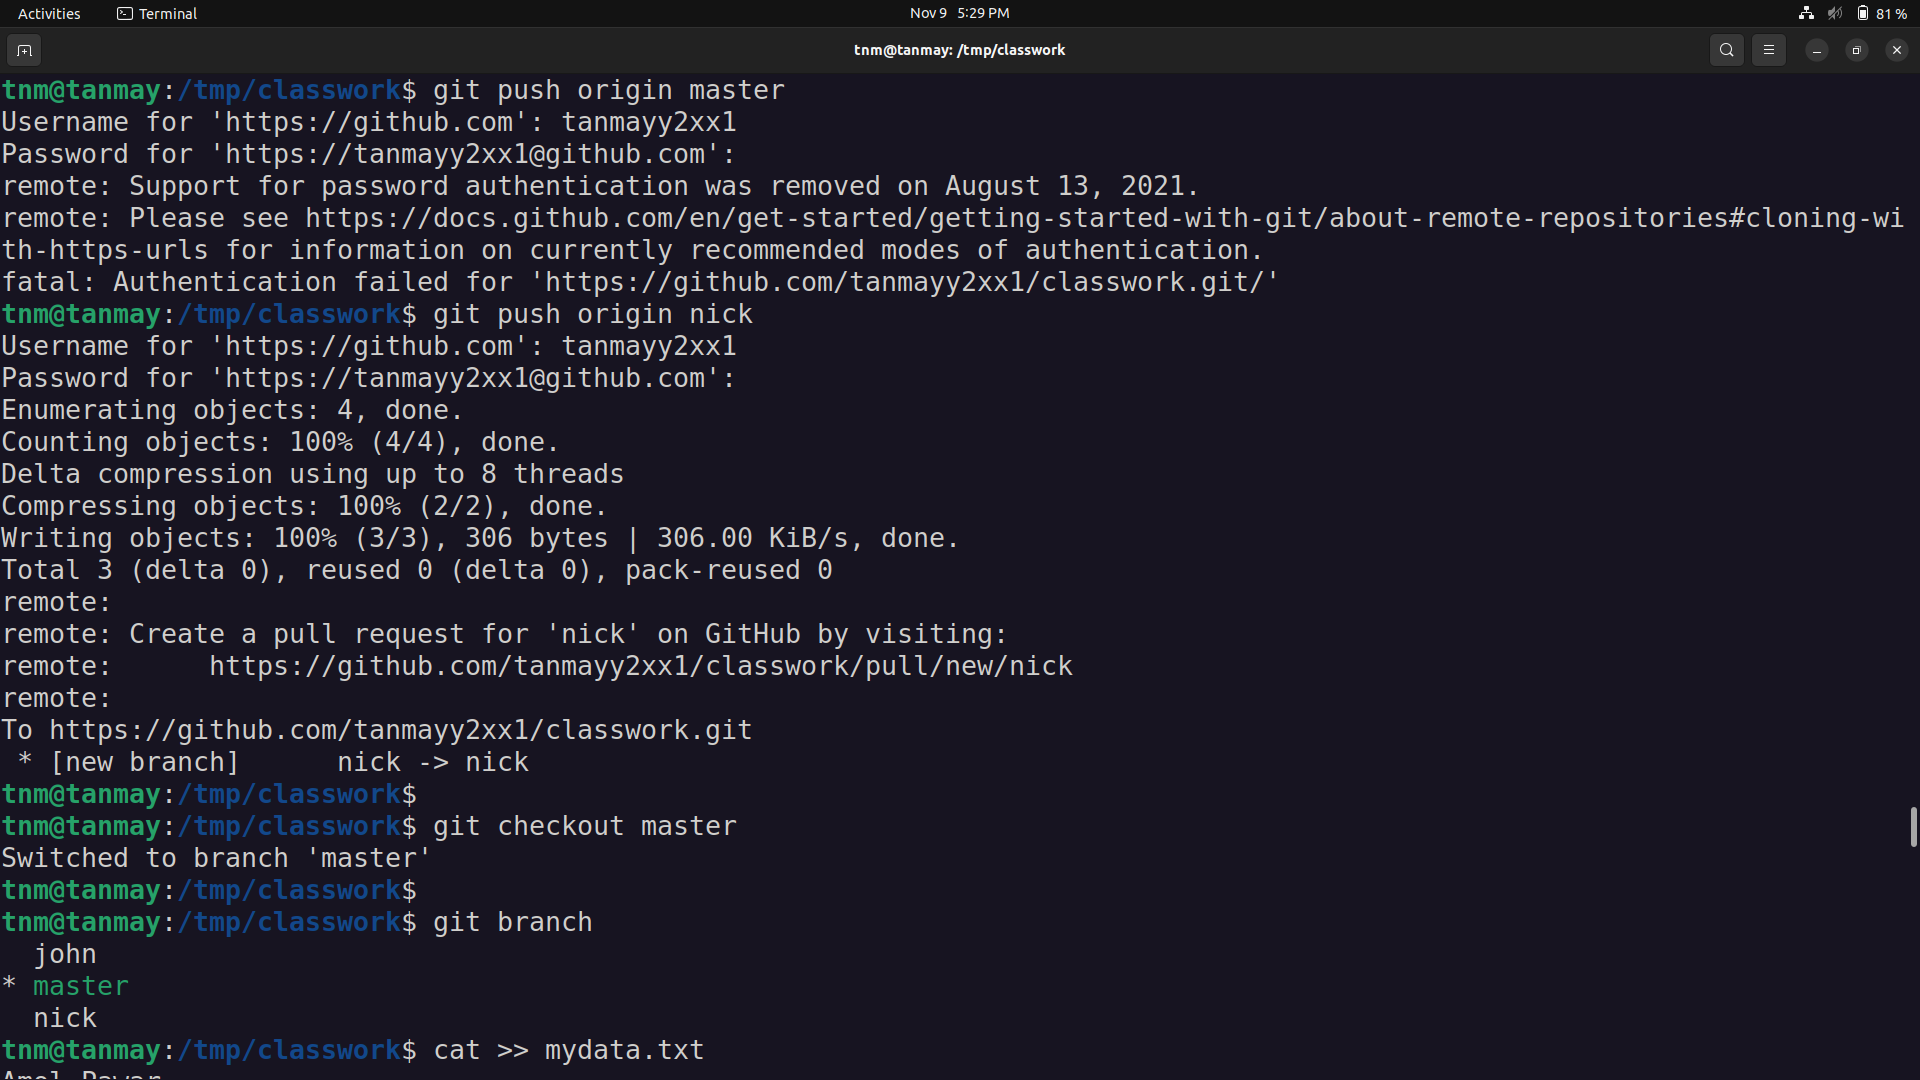 Activities Terminal Nov 9 5:29 PM 81 %
tnm@tanmay: /tmp/classwork
tnm@tanmay:/tmp/classwork$ git push origin master
Username for 'https://github.com': tanmayy2xx1
Password for 'https://tanmayy2xx1@github.com':
remote: Support for password authentication was removed on August 13, 2021.
remote: Please see https://docs.github.com/en/get-started/getting-started-with-git/about-remote-repositories#cloning-wi
th-https-urls for information on currently recommended modes of authentication.
fatal: Authentication failed for 'https://github.com/tanmayy2xx1/classwork.git/'
tnm@tanmay:/tmp/classwork$ git push origin nick
Username for 'https://github.com': tanmayy2xx1
Password for 'https://tanmayy2xx1@github.com':
Enumerating objects: 4, done.
Counting objects: 100% (4/4), done.
Delta compression using up to 8 threads
Compressing objects: 100% (2/2), done.
Writing objects: 100% (3/3), 306 bytes | 306.00 KiB/s, done.
Total 3 (delta 0), reused 0 (delta 0), pack-reused 0
remote:
remote: Create a pull request for 'nick' on GitHub by visiting:
remote:      https://github.com/tanmayy2xx1/classwork/pull/new/nick
remote:
To https://github.com/tanmayy2xx1/classwork.git
 * [new branch]      nick -> nick
tnm@tanmay:/tmp/classwork$
tnm@tanmay:/tmp/classwork$ git checkout master
Switched to branch 'master'
tnm@tanmay:/tmp/classwork$
tnm@tanmay:/tmp/classwork$ git branch
  john
* master
  nick
tnm@tanmay:/tmp/classwork$ cat >> mydata.txt
Amol Pawar